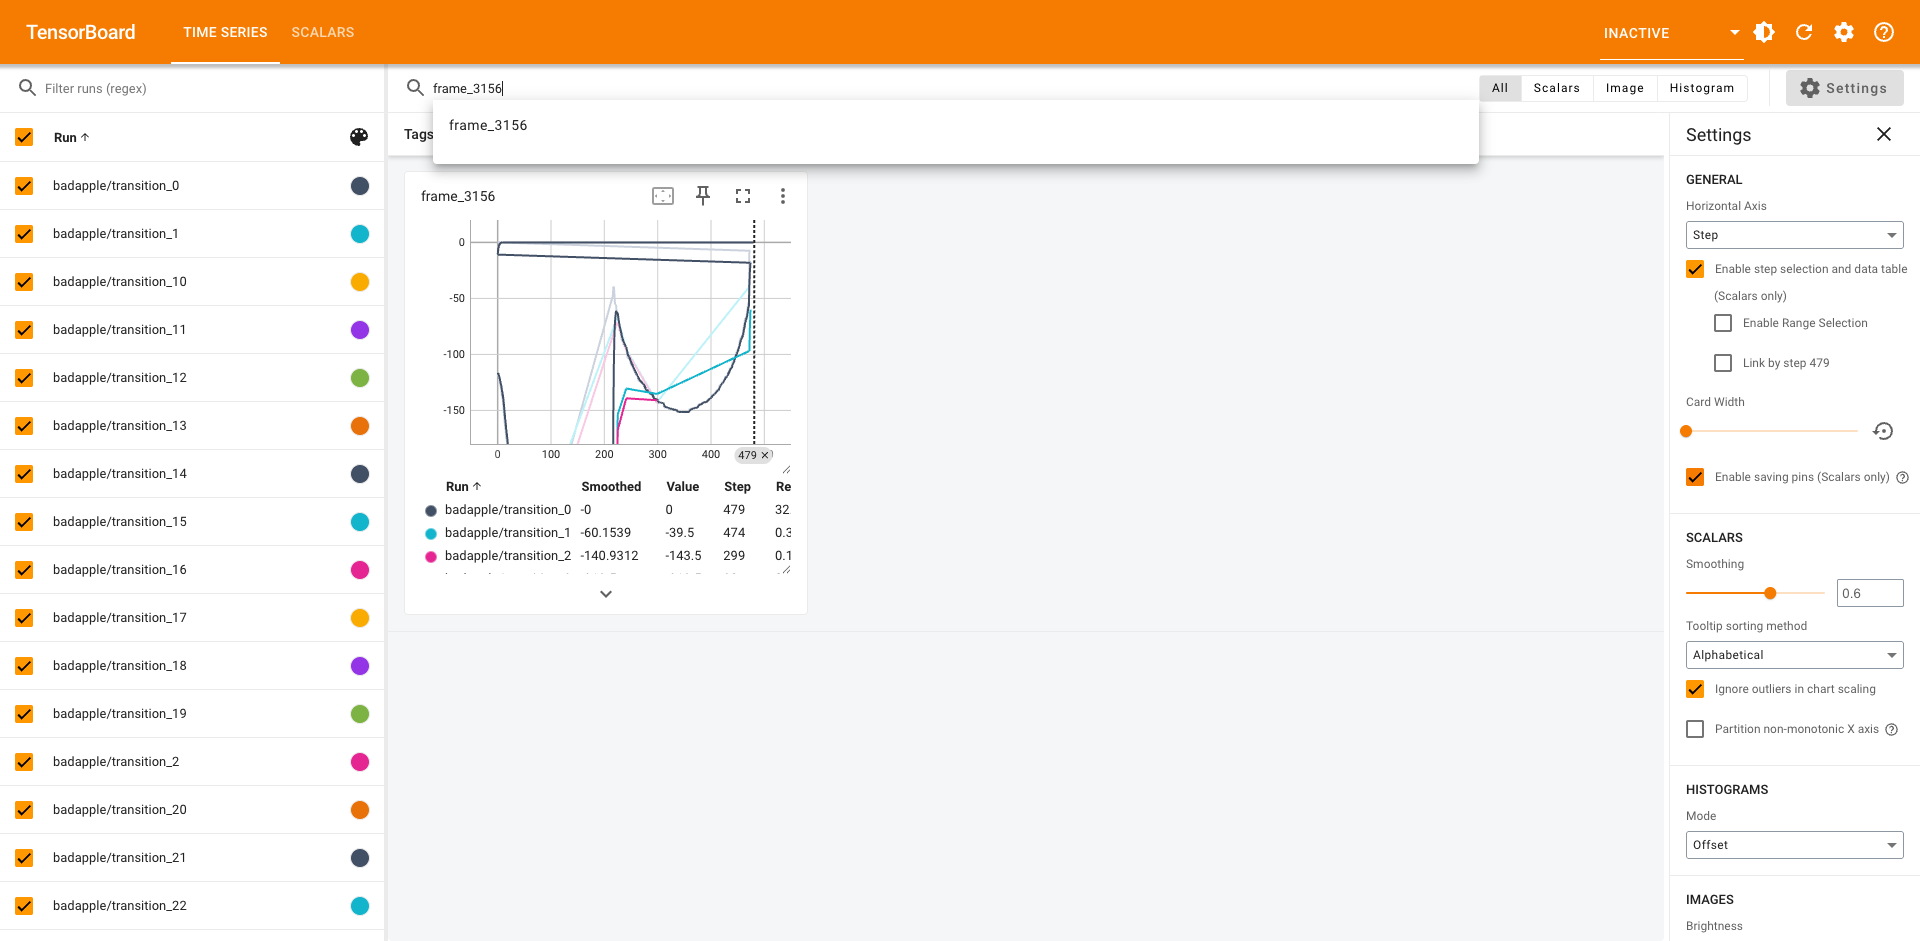 TensorBoard
TIME SERIES
SCALARS
INACTIVE
Filter runs (regex)
frame_3156
All
Scalars
Image
Histogram
Settings
Run
Tags
frame_3156
Settings
badapple/transition_0
badapple/transition_1
badapple/transition_10
badapple/transition_11
badapple/transition_12
badapple/transition_13
badapple/transition_14
badapple/transition_15
badapple/transition_16
badapple/transition_17
badapple/transition_18
badapple/transition_19
badapple/transition_2
badapple/transition_20
badapple/transition_21
badapple/transition_22
frame_3156
0
-50
-100
-150
0 100 200 300 400 479
Run Smoothed Value Step Re
badapple/transition_0 -0 0 479 32.
badapple/transition_1 -60.1539 -39.5 474 0.3
badapple/transition_2 -140.9312 -143.5 299 0.1
GENERAL
Horizontal Axis
Step
Enable step selection and data table
(Scalars only)
Enable Range Selection
Link by step 479
Card Width
Enable saving pins (Scalars only)
SCALARS
Smoothing
0.6
Tooltip sorting method
Alphabetical
Ignore outliers in chart scaling
Partition non-monotonic X axis
HISTOGRAMS
Mode
Offset
IMAGES
Brightness